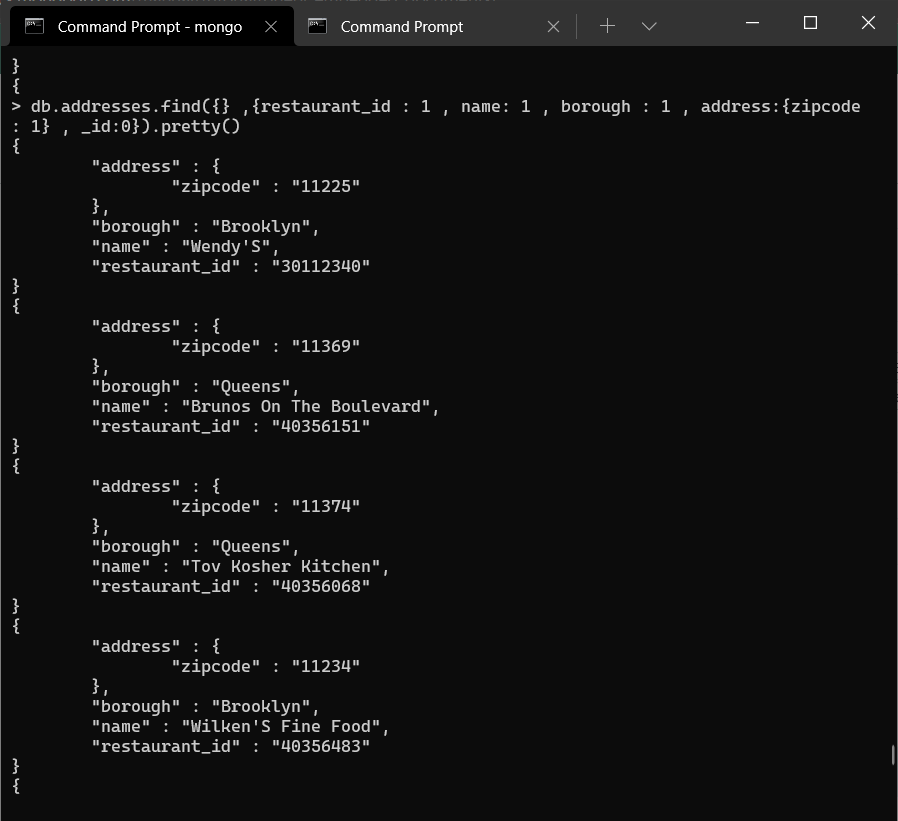 Command Prompt - mongo
Command Prompt
}
{
> db.addresses.find({} ,{restaurant_id : 1 , name: 1 , borough : 1 , address:{zipcode
: 1} , _id:0}).pretty()
{
        "address" : {
                "zipcode" : "11225"
        },
        "borough" : "Brooklyn",
        "name" : "Wendy'S",
        "restaurant_id" : "30112340"
}
{
        "address" : {
                "zipcode" : "11369"
        },
        "borough" : "Queens",
        "name" : "Brunos On The Boulevard",
        "restaurant_id" : "40356151"
}
{
        "address" : {
                "zipcode" : "11374"
        },
        "borough" : "Queens",
        "name" : "Tov Kosher Kitchen",
        "restaurant_id" : "40356068"
}
{
        "address" : {
                "zipcode" : "11234"
        },
        "borough" : "Brooklyn",
        "name" : "Wilken'S Fine Food",
        "restaurant_id" : "40356483"
}
{